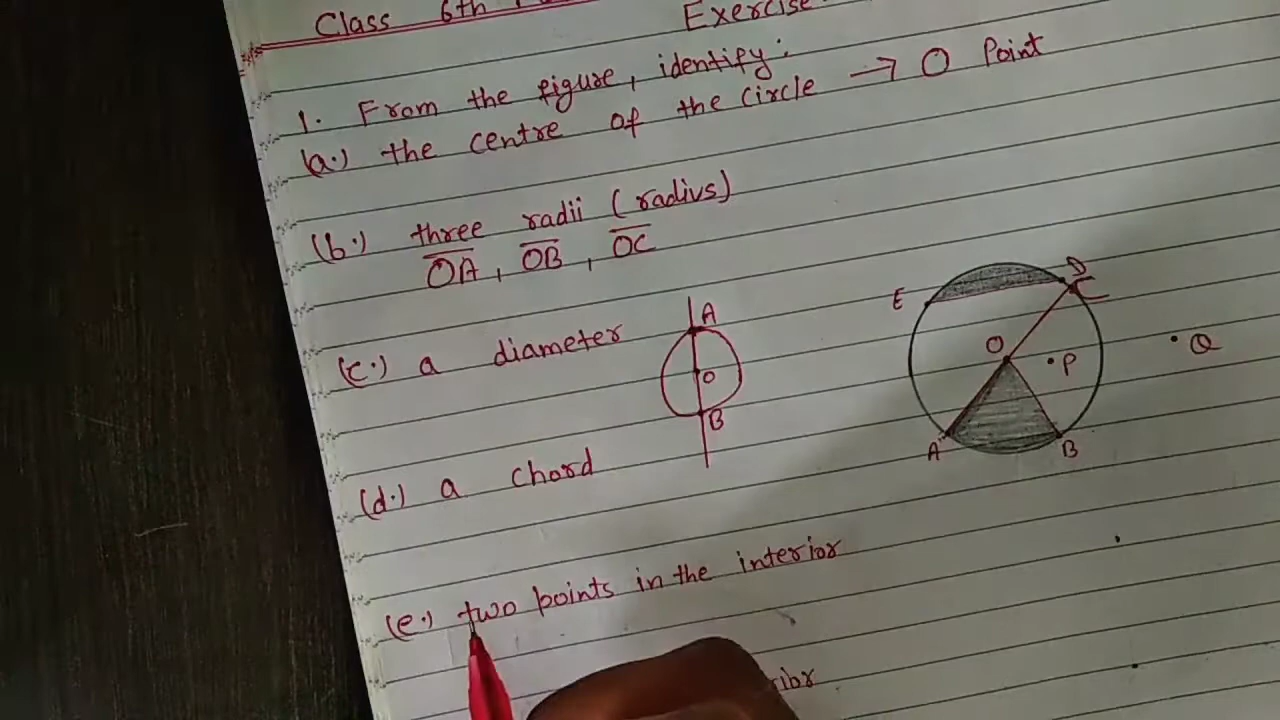 Class 6th
Exercise
1. From the figure, identify:
(a.) the centre of the circle → O Point
(b.) three radii (radius)
OA, OB, OC
(c.) a diameter
A
O
B
E
D
C
O
P
Q
A
B
(d.) a chord
(e.) two points in the interior